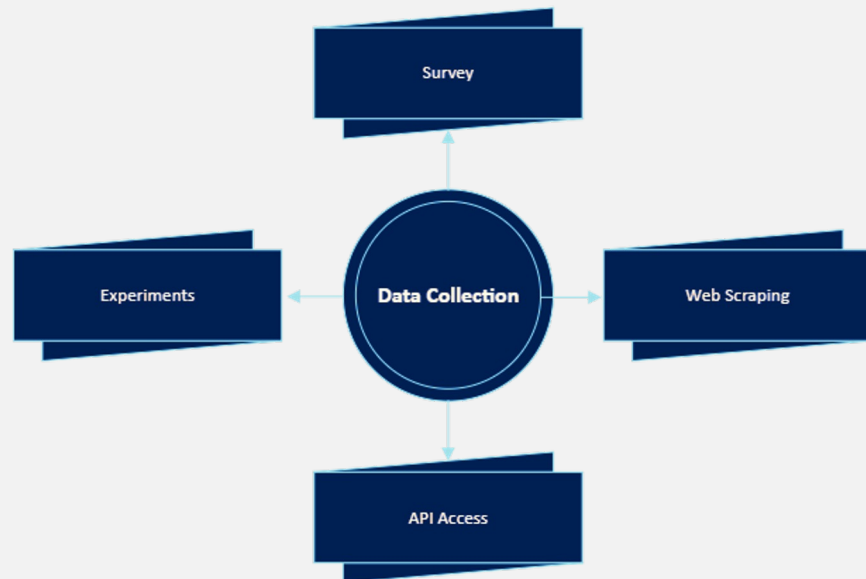 Survey
Experiments
Data Collection
Web Scraping
API Access